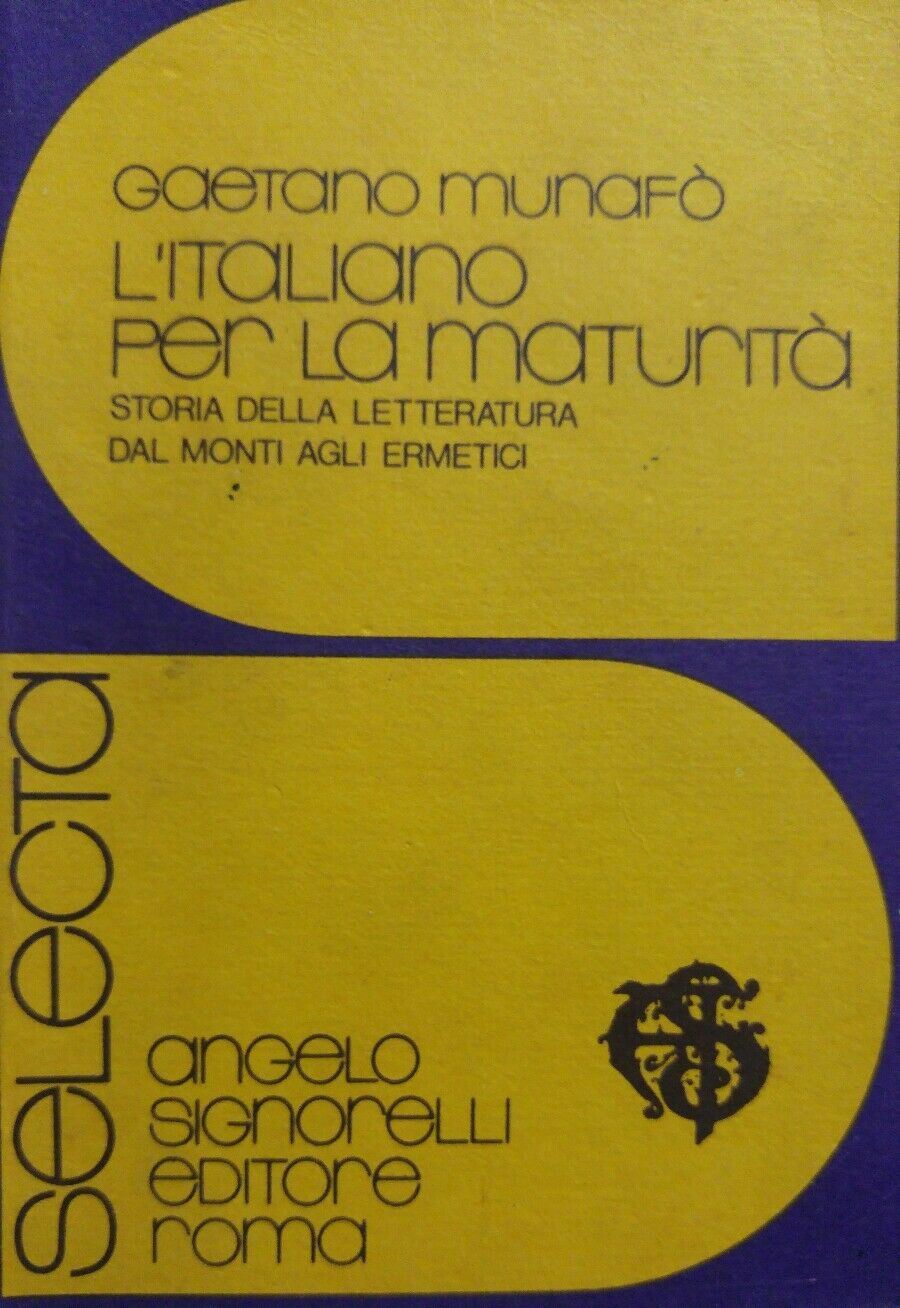 Gaetano Munafò
L'Italiano
per la maturità
STORIA DELLA LETTERATURA
DAL MONTI AGLI ERMETICI
Selecta
Angelo
Signorelli
Editore
Roma